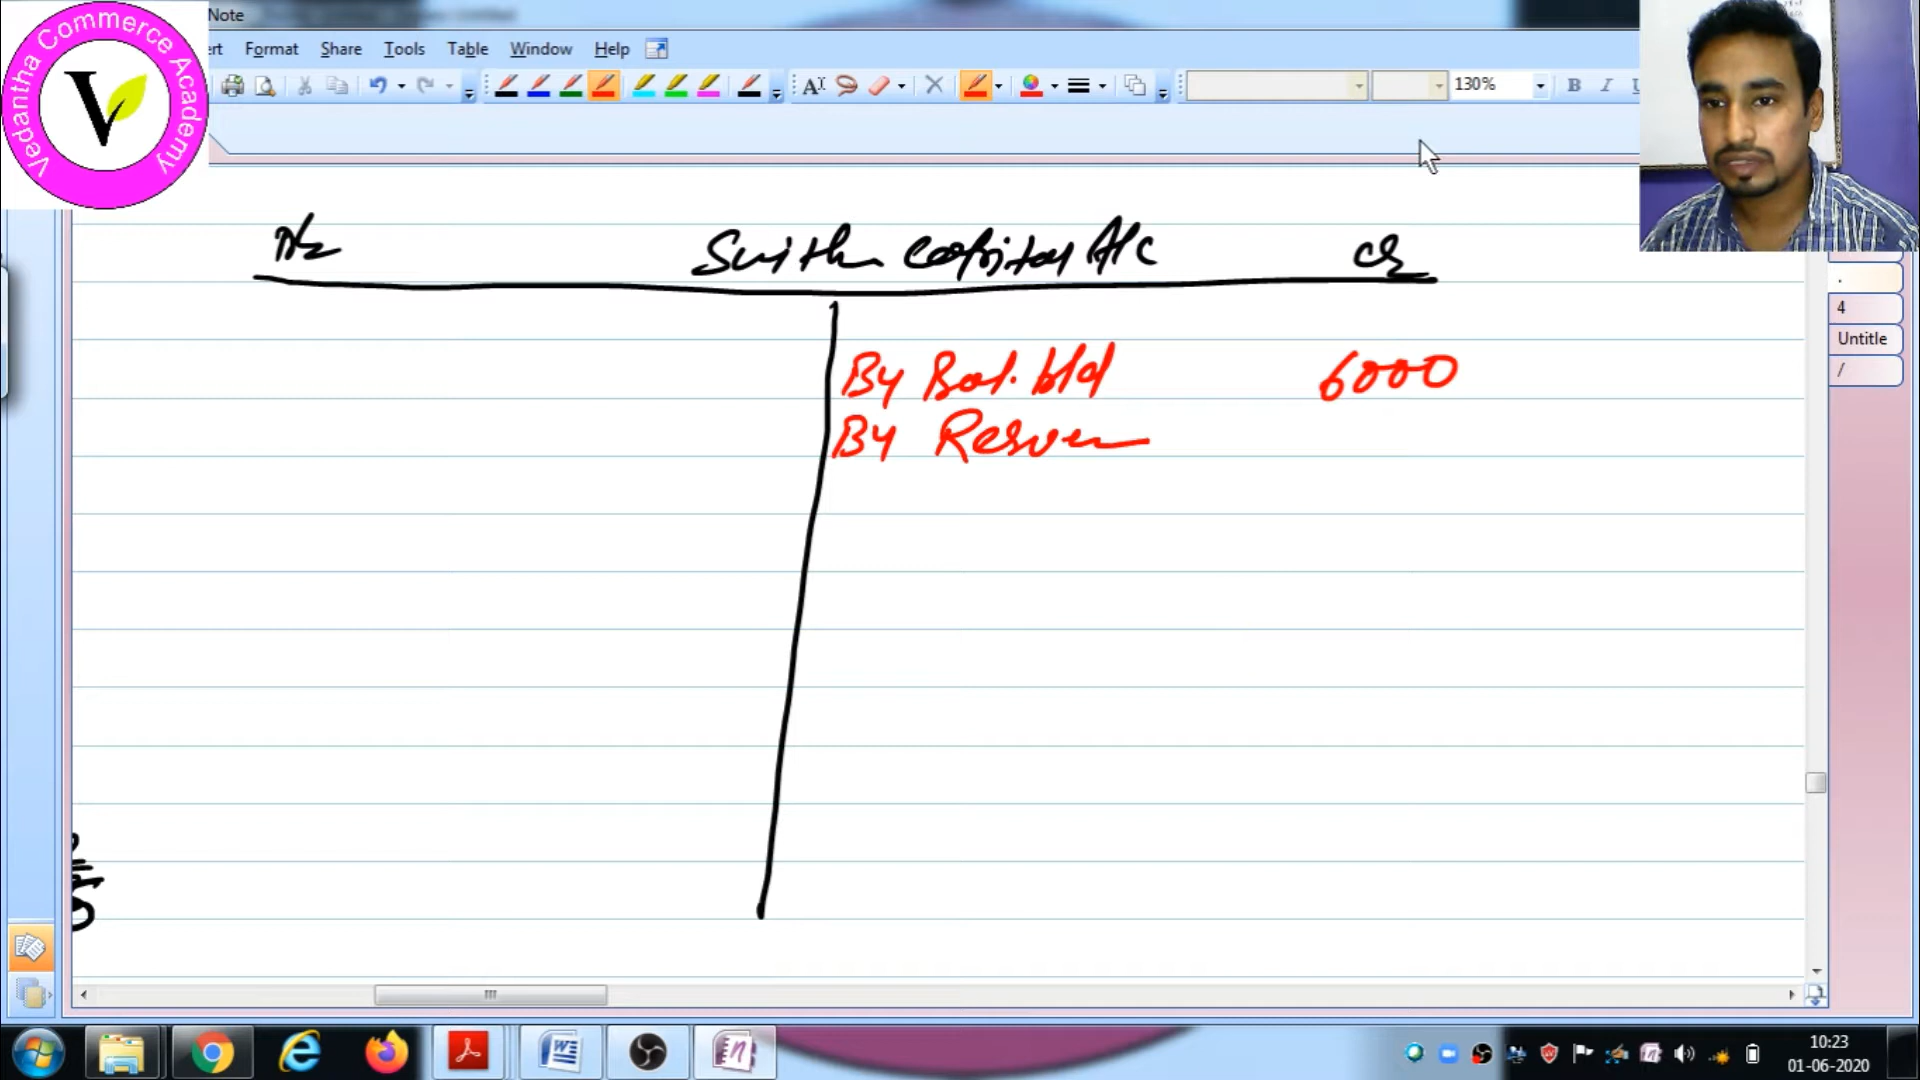 Note
Vedantha Commerce Academy
V
ert Format Share Tools Table Window Help
A 130% B I U
Dr Smith capital A/c Cr
By Bal. b/d 6000
By Reserve
.
4
Untitle
/
10:23
01-06-2020